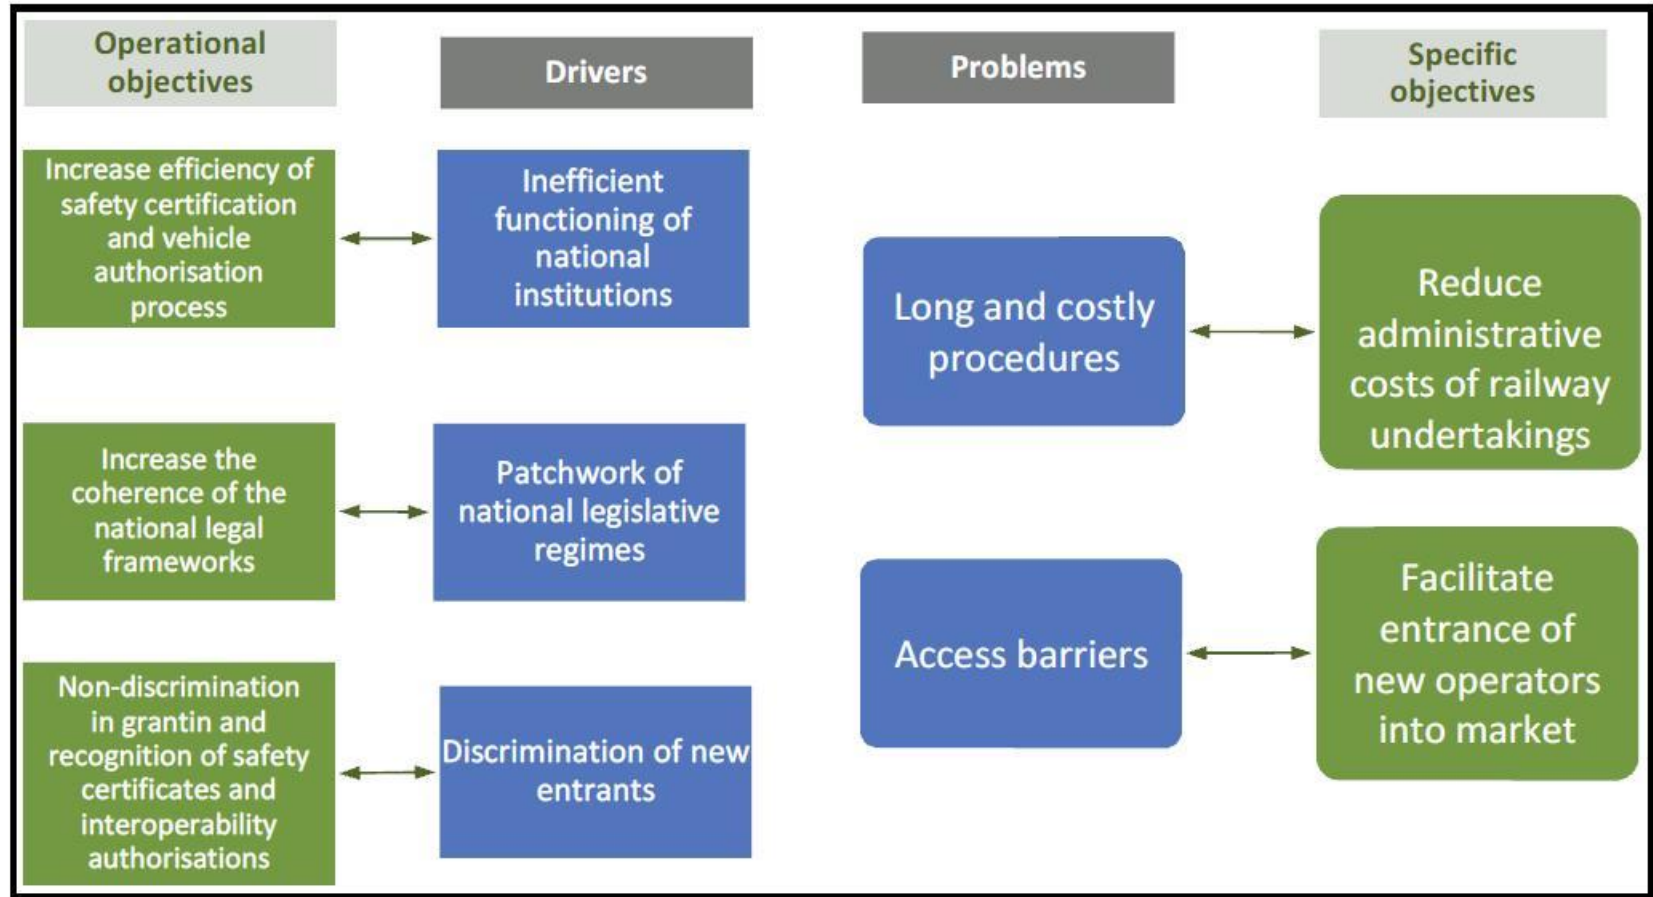 Operational
objectives
Drivers
Problems
Specific
objectives
Increase efficiency of
safety certification
and vehicle
authorisation
process
Inefficient
functioning of
national
institutions
Long and costly
procedures
Reduce
administrative
costs of railway
undertakings
Increase the
coherence of the
national legal
frameworks
Patchwork of
national legislative
regimes
Access barriers
Facilitate
entrance of
new operators
into market
Non-discrimination
in grantin and
recognition of safety
certificates and
interoperability
authorisations
Discrimination of new
entrants